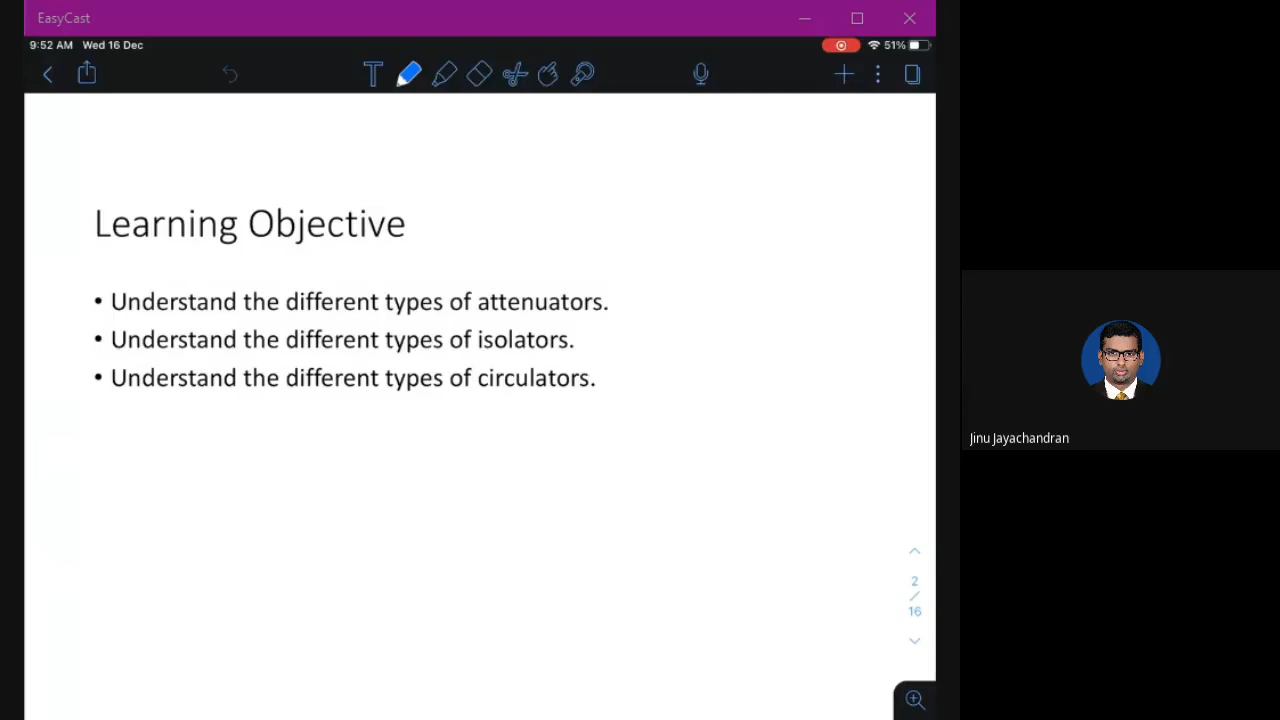 EasyCast
9:52 AM Wed 16 Dec
51%
T
Learning Objective
• Understand the different types of attenuators.
• Understand the different types of isolators.
• Understand the different types of circulators.
2
/
16
Jinu Jayachandran